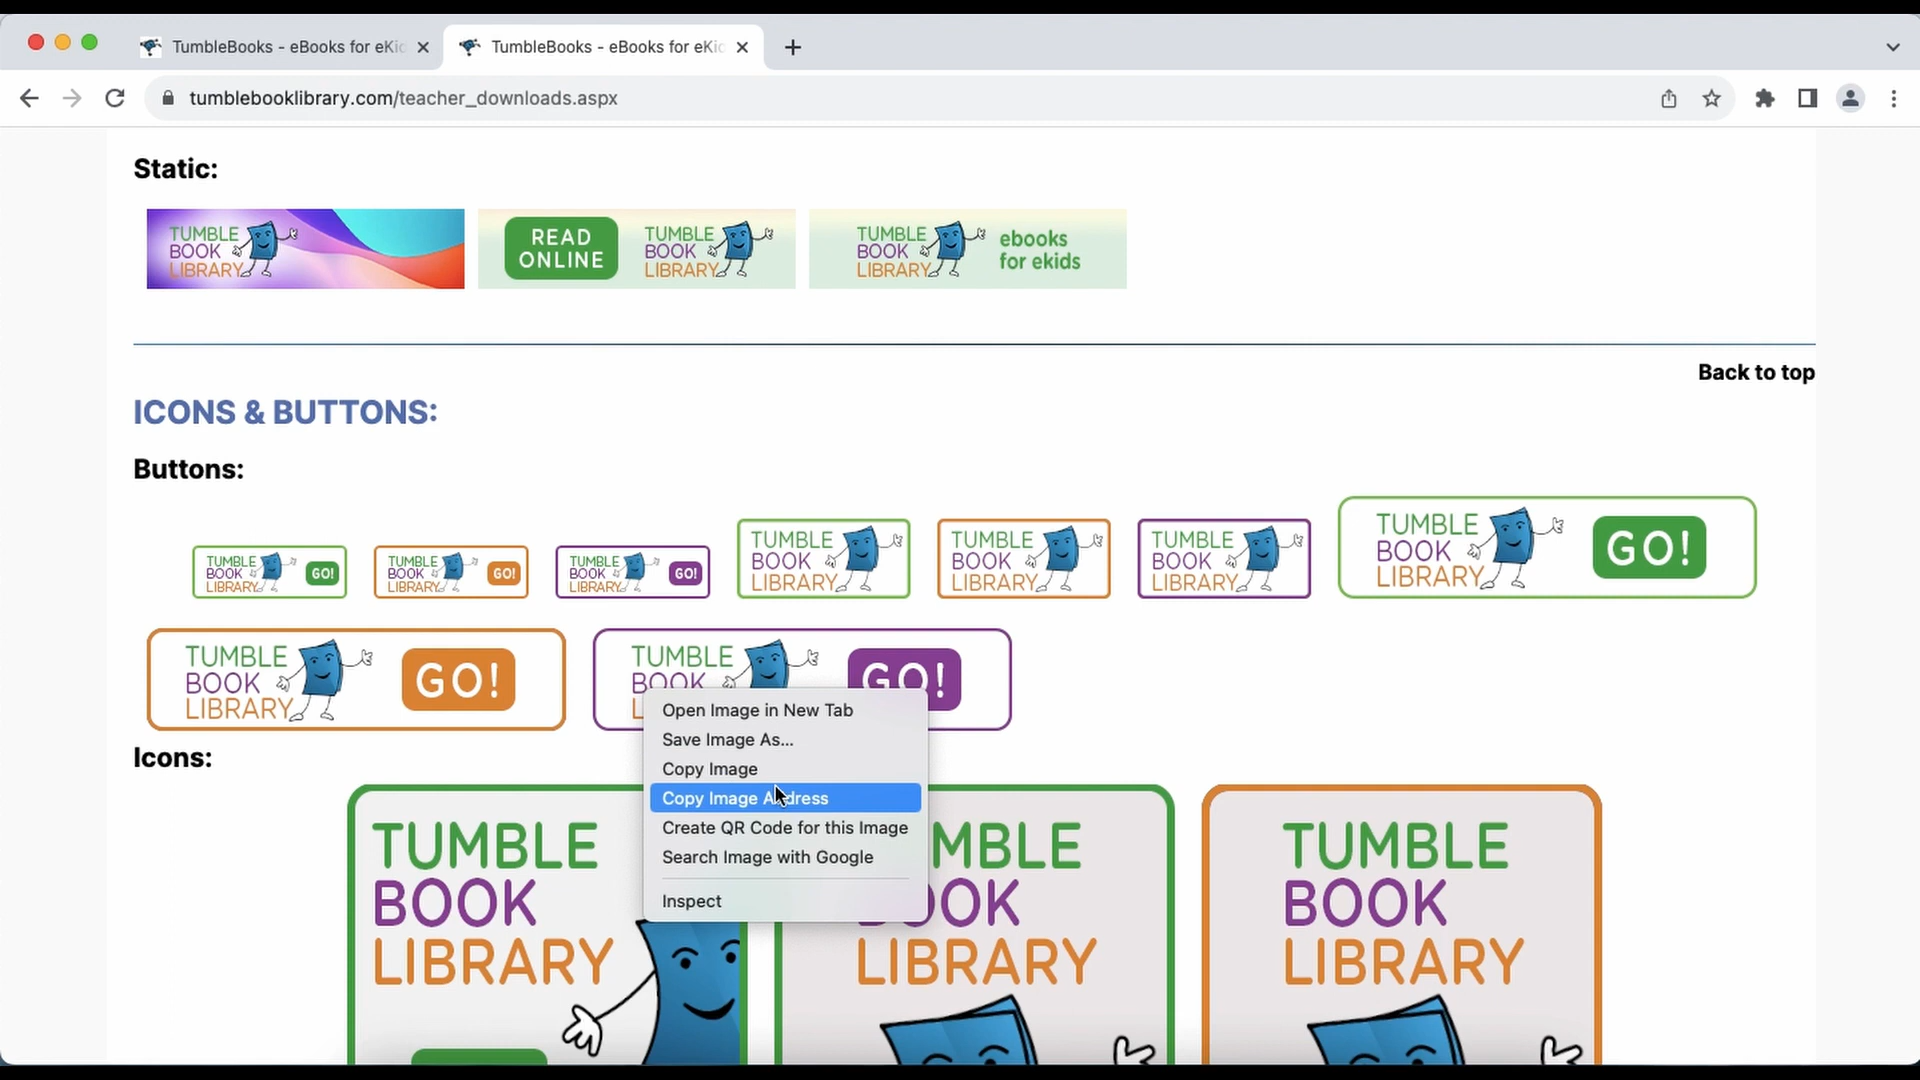 TumbleBooks - eBooks for eKi
TumbleBooks - eBooks for eKi
tumblebooklibrary.com/teacher_downloads.aspx
Static:
TUMBLE
BOOK
LIBRARY
READ
ONLINE
TUMBLE
BOOK
LIBRARY
TUMBLE
BOOK
LIBRARY
ebooks
for ekids
Back to top
ICONS & BUTTONS:
Buttons:
TUMBLE
BOOK
LIBRARY
GO!
TUMBLE
BOOK
LIBRARY
GO!
TUMBLE
BOOK
LIBRARY
GO!
TUMBLE
BOOK
LIBRARY
TUMBLE
BOOK
LIBRARY
TUMBLE
BOOK
LIBRARY
TUMBLE
BOOK
LIBRARY
GO!
TUMBLE
BOOK
LIBRARY
GO!
TUMBLE
BOOK
GO!
Open Image in New Tab
Save Image As...
Copy Image
Copy Image Address
Create QR Code for this Image
Search Image with Google
Inspect
Icons:
TUMBLE
BOOK
LIBRARY
MBLE
OOK
LIBRARY
TUMBLE
BOOK
LIBRARY